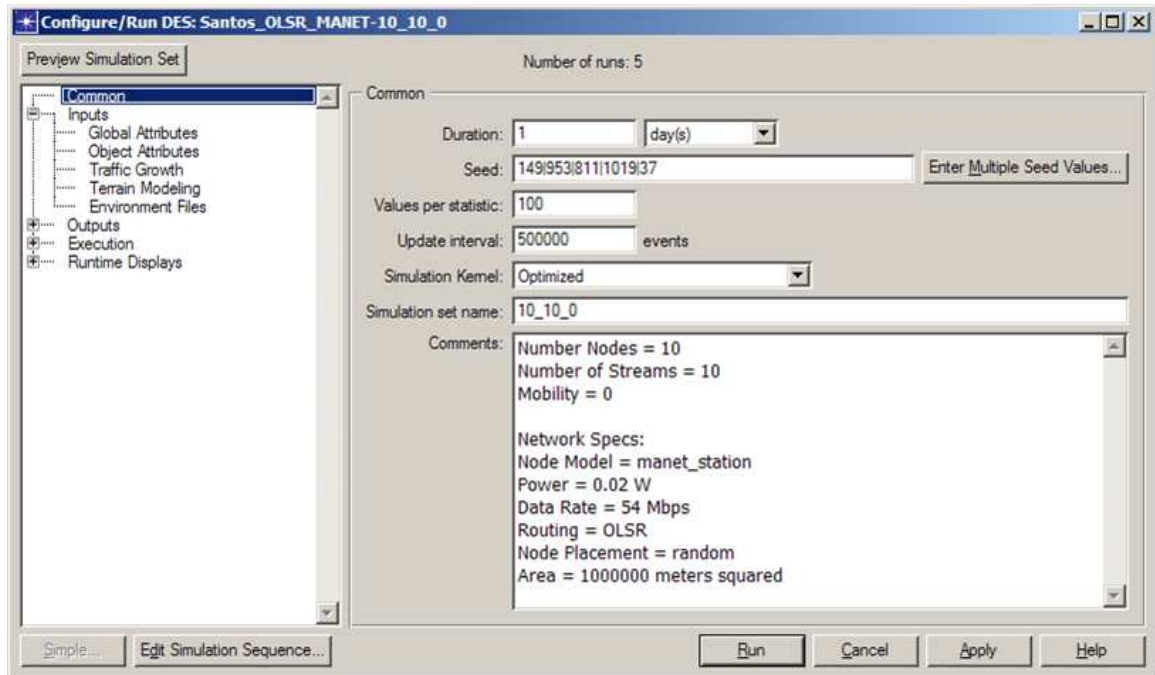 Configure/Run DES: Santos_OLSR_MANET-10_10_0
Preview Simulation Set
Number of runs: 5
Common
Inputs
Global Attributes
Object Attributes
Traffic Growth
Terrain Modeling
Environment Files
Outputs
Execution
Runtime Displays
Common
Duration: 1 day(s)
Seed: 149|953|811|1019|37 Enter Multiple Seed Values...
Values per statistic: 100
Update interval: 500000 events
Simulation Kernel: Optimized
Simulation set name: 10_10_0
Comments: Number Nodes = 10
Number of Streams = 10
Mobility = 0
Network Specs:
Node Model = manet_station
Power = 0.02 W
Data Rate = 54 Mbps
Routing = OLSR
Node Placement = random
Area = 1000000 meters squared
Simple... Edit Simulation Sequence... Run Cancel Apply Help